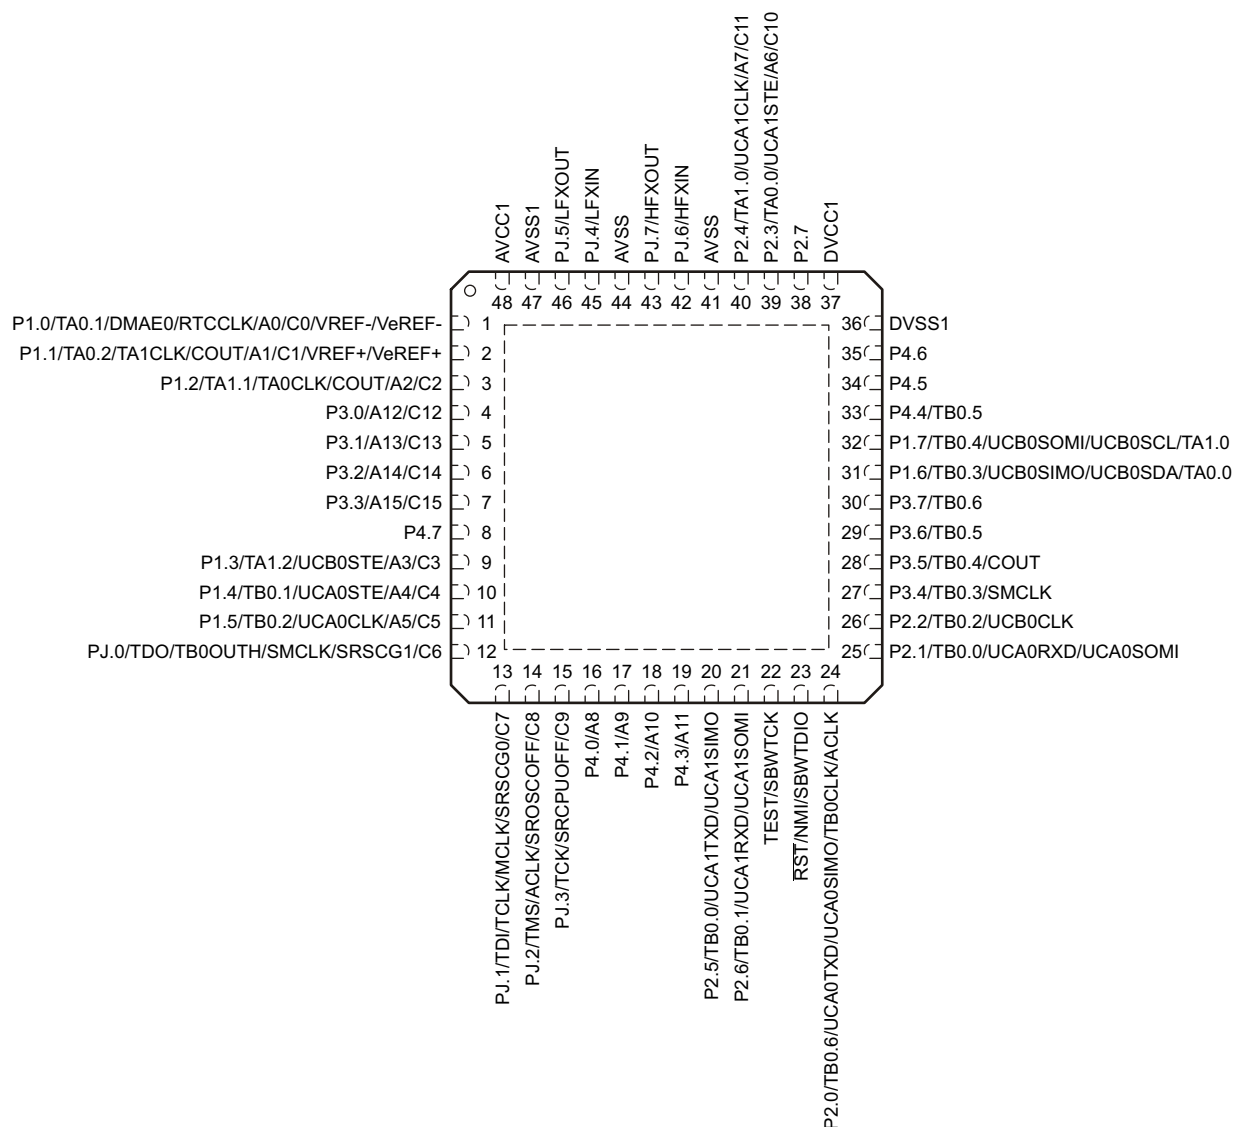 P2.4/TA1.0/UCA1CLK/A7/C11
P2.3/TA0.0/UCA1STE/A6/C10
AVCC1
AVSS1
PJ.5/LFXOUT
PJ.4/LFXIN
AVSS
PJ.7/HFXOUT
PJ.6/HFXIN
AVSS
P2.7
DVCC1
48 47 46 45 44 43 42 41 40 39 38 37
P1.0/TA0.1/DMAE0/RTCCLK/A0/C0/VREF-/VeREF- 1
P1.1/TA0.2/TA1CLK/COUT/A1/C1/VREF+/VeREF+ 2
P1.2/TA1.1/TA0CLK/COUT/A2/C2 3
P3.0/A12/C12 4
P3.1/A13/C13 5
P3.2/A14/C14 6
P3.3/A15/C15 7
P4.7 8
P1.3/TA1.2/UCB0STE/A3/C3 9
P1.4/TB0.1/UCA0STE/A4/C4 10
P1.5/TB0.2/UCA0CLK/A5/C5 11
PJ.0/TDO/TB0OUTH/SMCLK/SRSCG1/C6 12
36 DVSS1
35 P4.6
34 P4.5
33 P4.4/TB0.5
32 P1.7/TB0.4/UCB0SOMI/UCB0SCL/TA1.0
31 P1.6/TB0.3/UCB0SIMO/UCB0SDA/TA0.0
30 P3.7/TB0.6
29 P3.6/TB0.5
28 P3.5/TB0.4/COUT
27 P3.4/TB0.3/SMCLK
26 P2.2/TB0.2/UCB0CLK
25 P2.1/TB0.0/UCA0RXD/UCA0SOMI
13 14 15 16 17 18 19 20 21 22 23 24
PJ.1/TDI/TCLK/MCLK/SRSCG0/C7
PJ.2/TMS/ACLK/SROSCOFF/C8
PJ.3/TCK/SRCPUOFF/C9
P4.0/A8
P4.1/A9
P4.2/A10
P4.3/A11
P2.5/TB0.0/UCA1TXD/UCA1SIMO
P2.6/TB0.1/UCA1RXD/UCA1SOMI
TEST/SBWTCK
RST/NMI/SBWTDIO
P2.0/TB0.6/UCA0TXD/UCA0SIMO/TB0CLK/ACLK